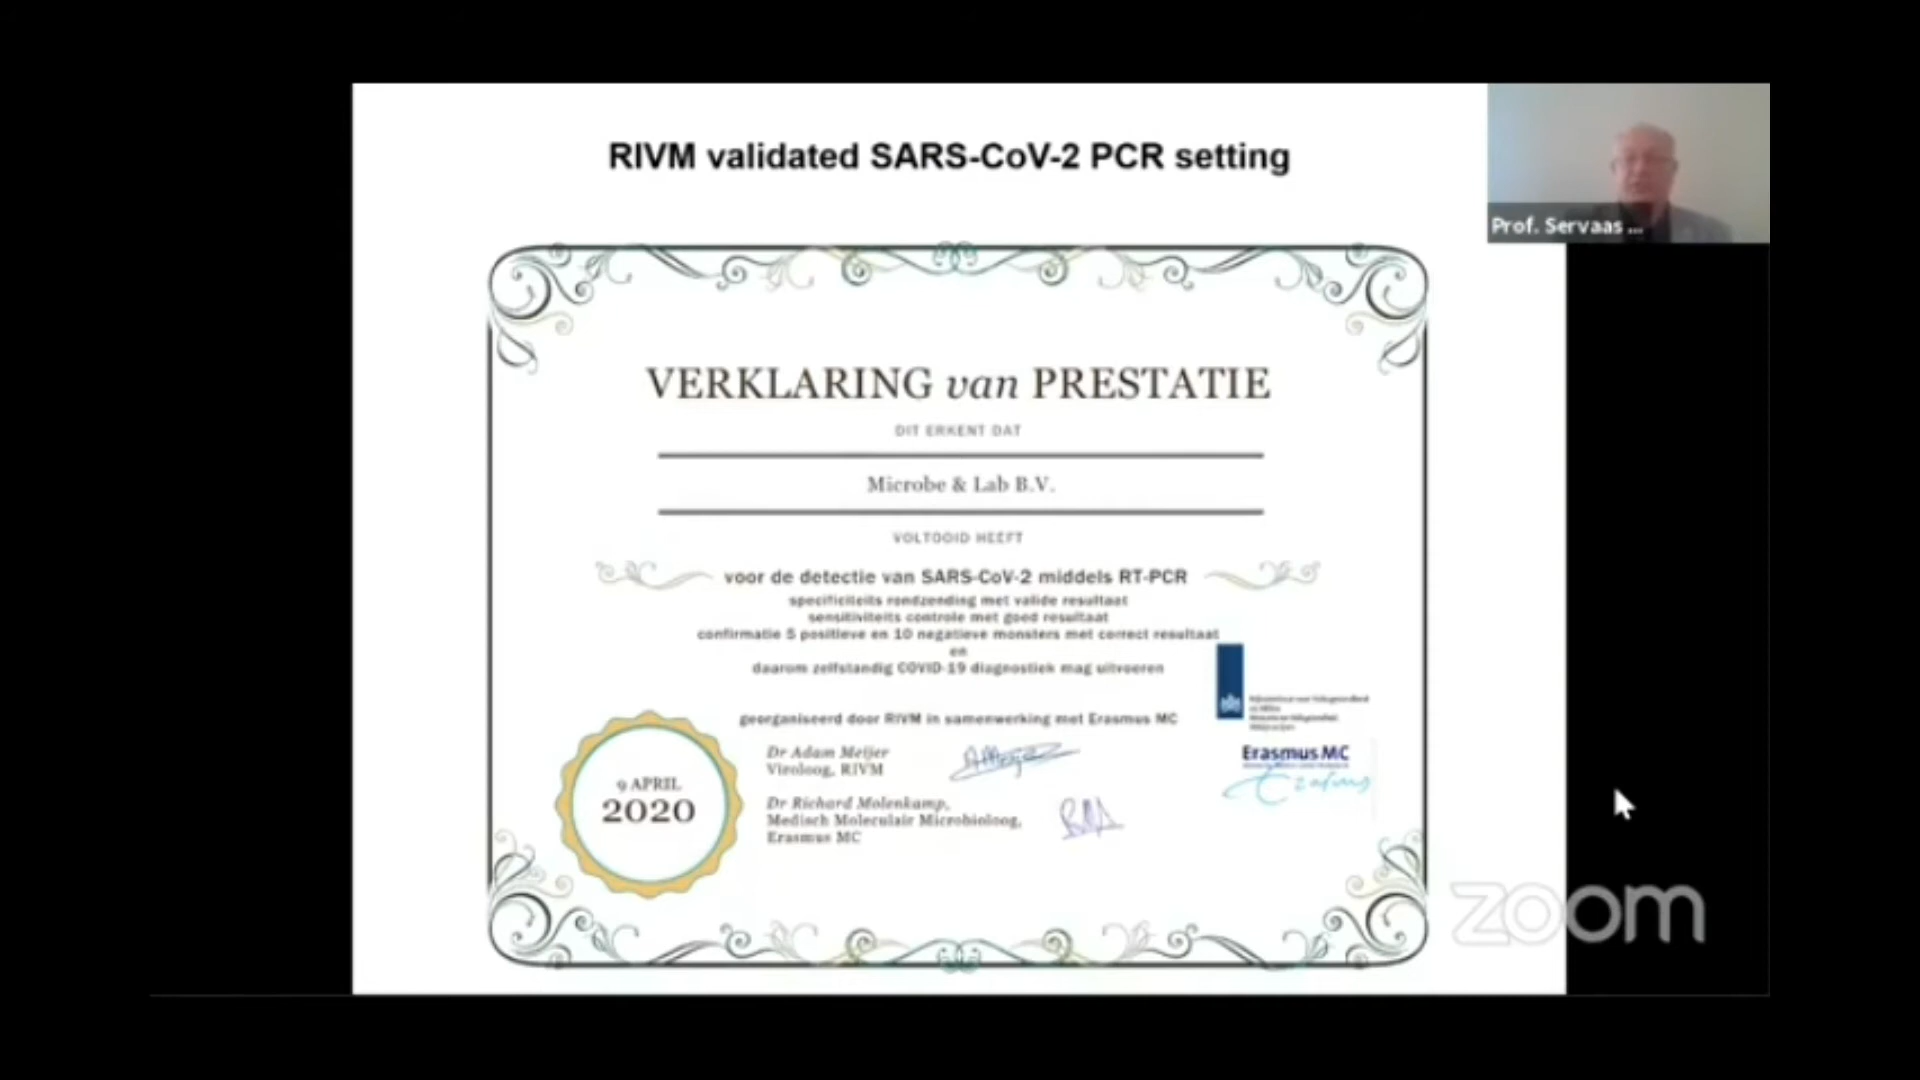 RIVM validated SARS-CoV-2 PCR setting
Prof. Servaas ...
VERKLARING van PRESTATIE
DIT ERKENT DAT
Microbe & Lab B.V.
VOLTOOID HEEFT
voor de detectie van SARS-CoV-2 middels RT-PCR
specificiteits rondzending met valide resultaat
sensitiviteits controle met goed resultaat
confirmatie 5 positieve en 10 negatieve monsters met correct resultaat
en
daarom zelfstandig COVID-19 diagnostiek mag uitvoeren
georganiseerd door RIVM in samenwerking met Erasmus MC
Dr Adam Meijer
Viroloog, RIVM
Erasmus MC
Erasmus
9 APRIL
2020
Dr Richard Molenkamp,
Medisch Moleculair Microbioloog,
Erasmus MC
zoom